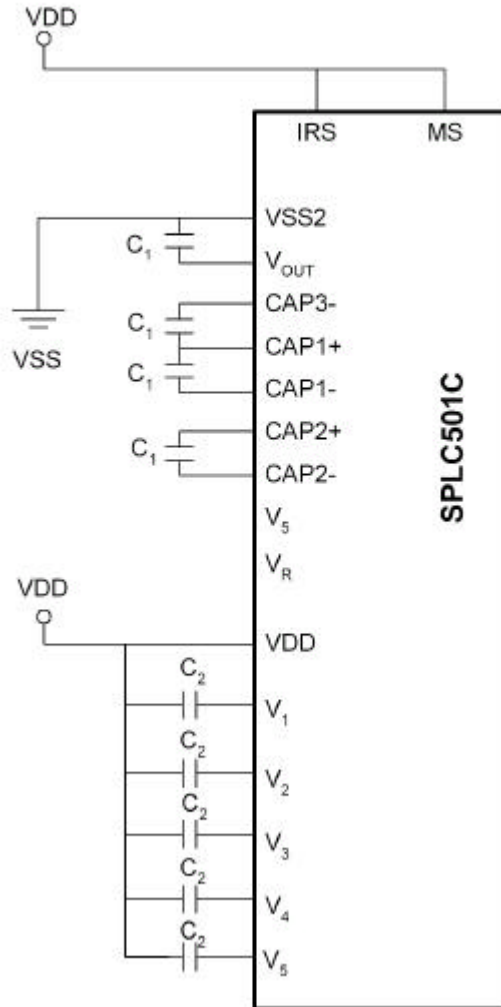 VDD
IRS MS
VSS2
C1
VOUT
CAP3-
C1
VSS
CAP1+
C1
CAP1-
CAP2+
C1
CAP2-
SPLC501C
V5
VR
VDD
VDD
C2
V1
C2
V2
C2
V3
C2
V4
C2
V5